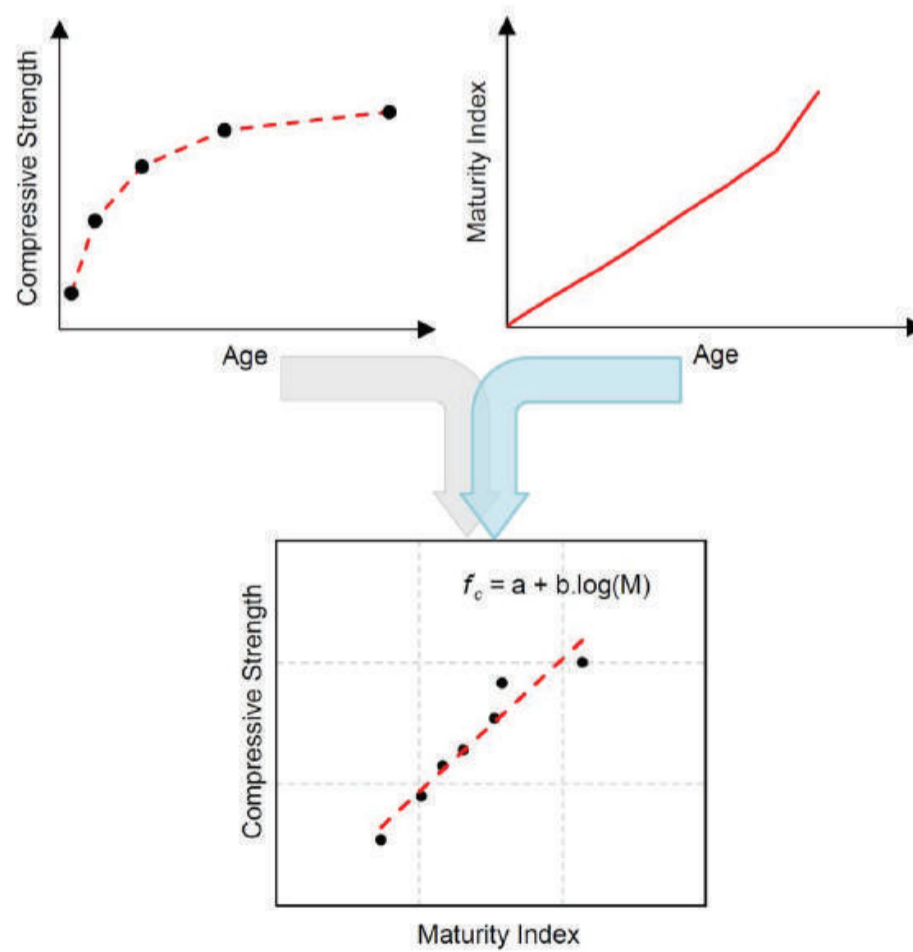 Compressive Strength
Age
Maturity Index
Age
f_c = a + b.log(M)
Compressive Strength
Maturity Index